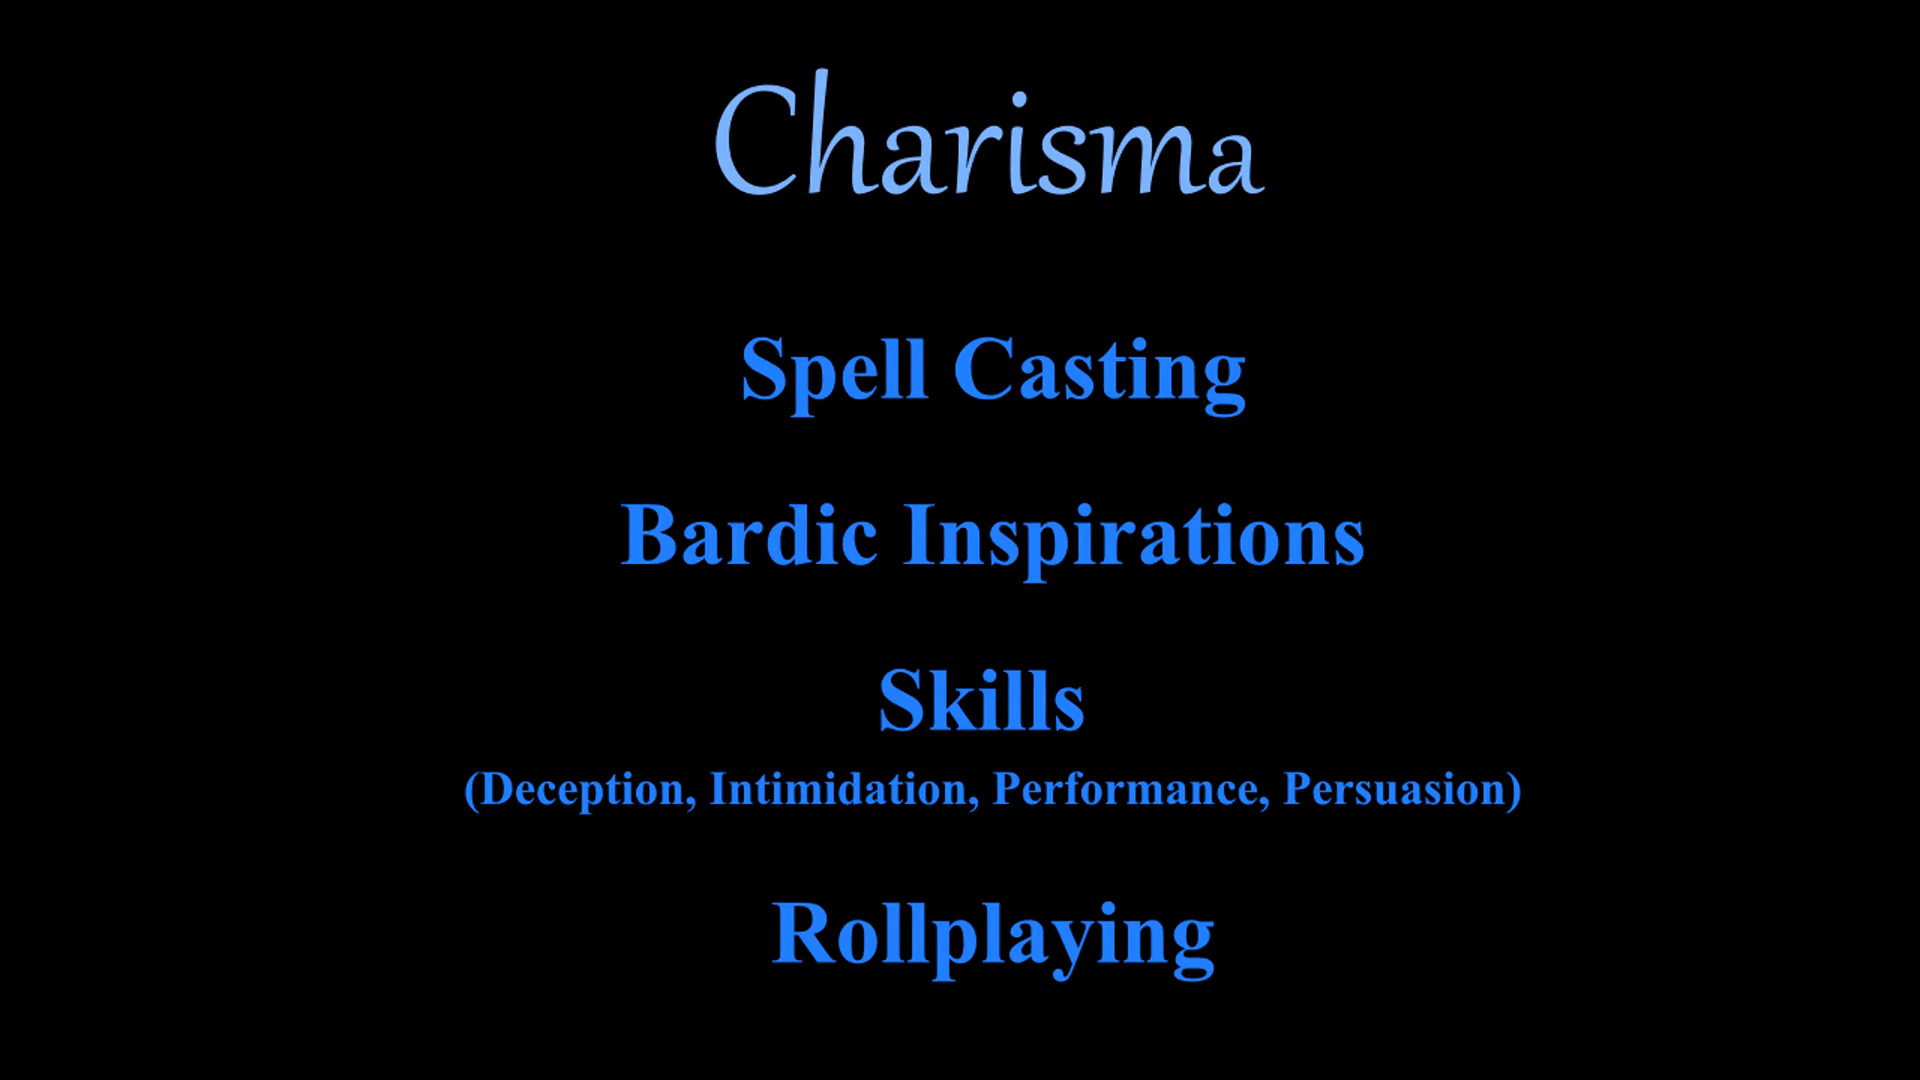 Charisma
Spell Casting
Bardic Inspirations
Skills
(Deception, Intimidation, Performance, Persuasion)
Rollplaying